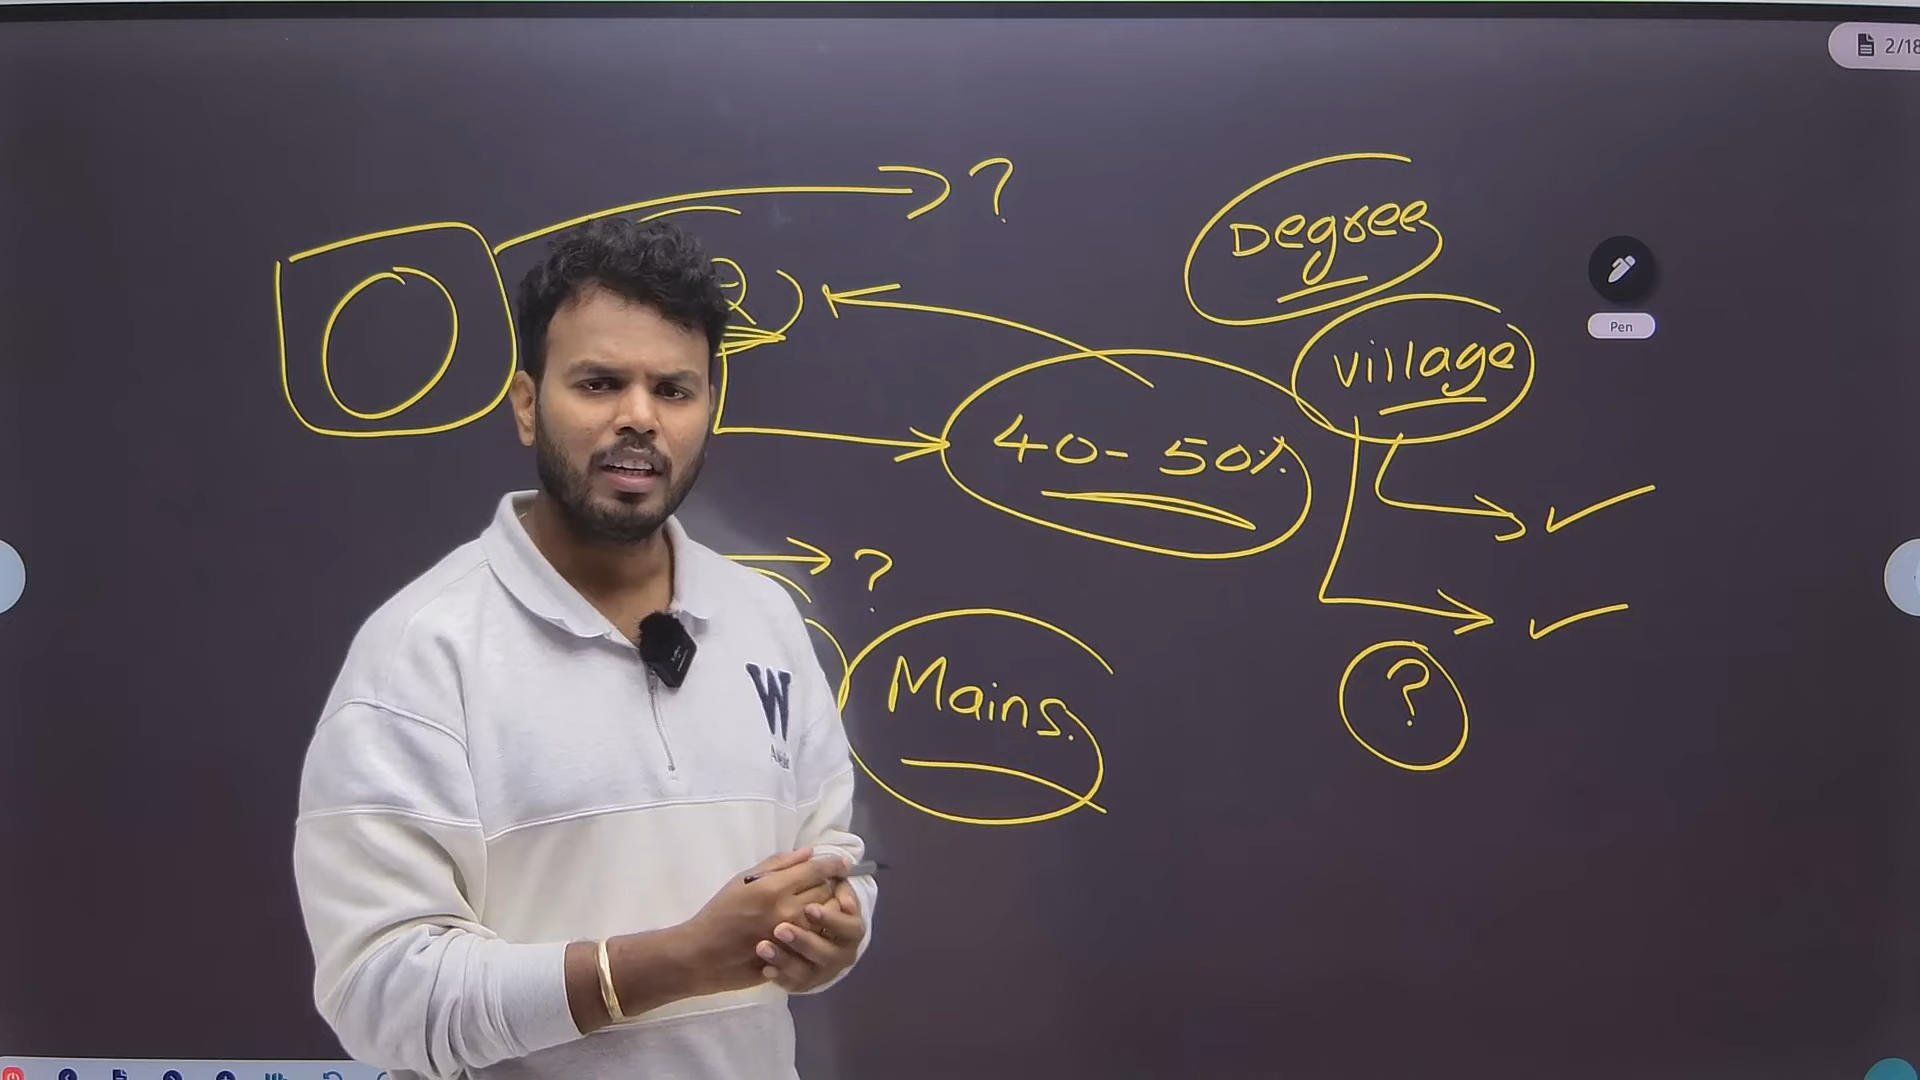 2/18
?
Degree
Pen
village
40-50%
?
Mains.
?
W